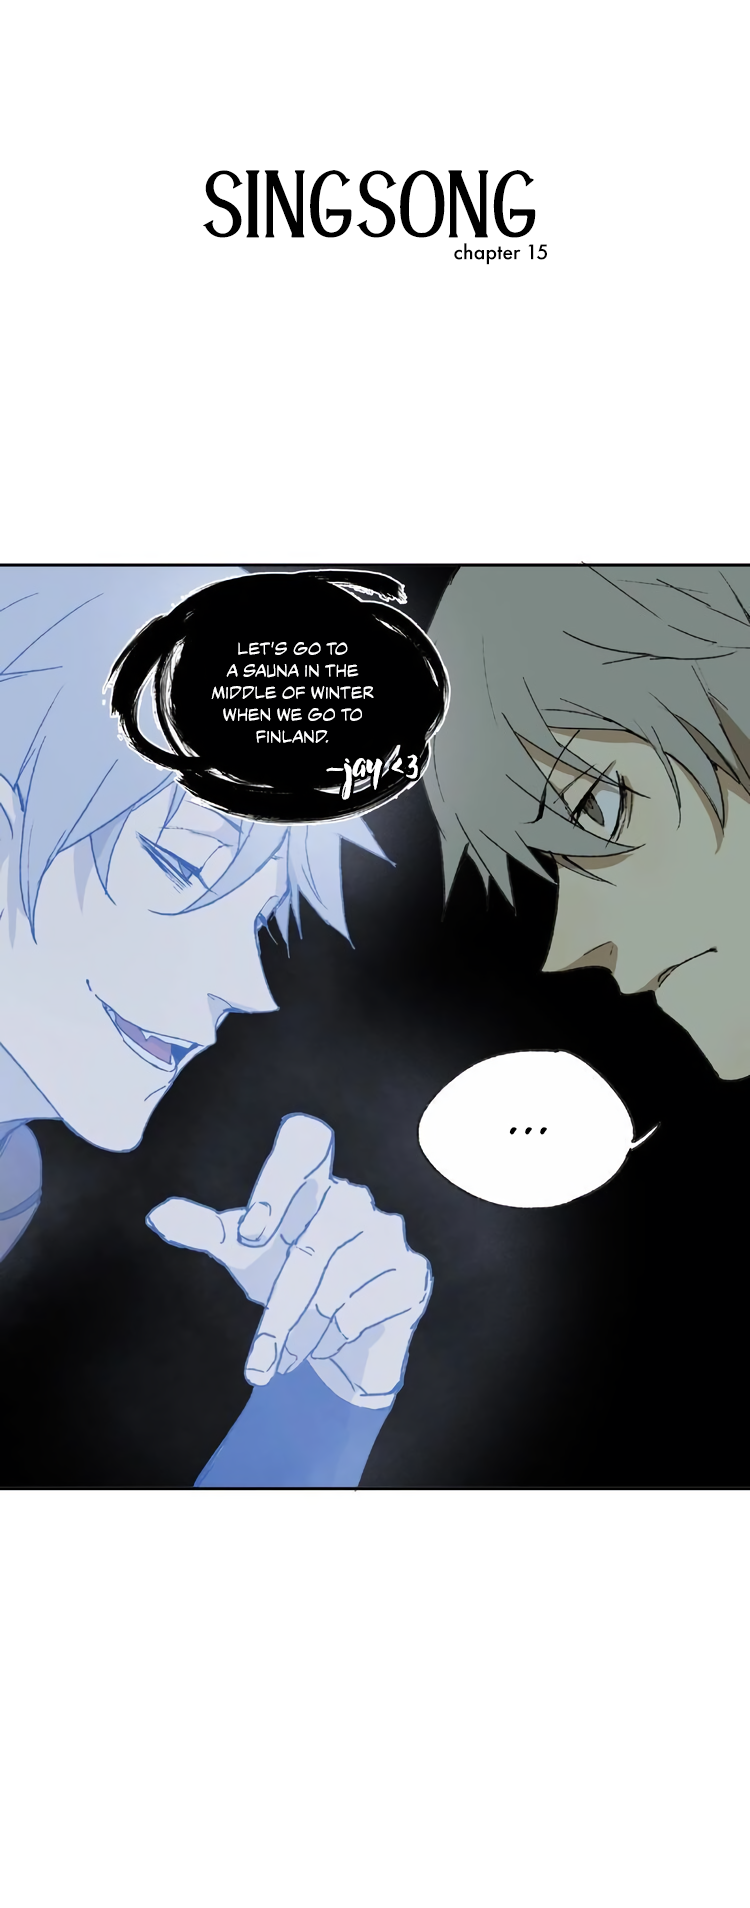 SINGSONG
chapter 15
LET'S GO TO
A SAUNA IN THE
MIDDLE OF WINTER
WHEN WE GO TO
FINLAND.
-jay <3
...